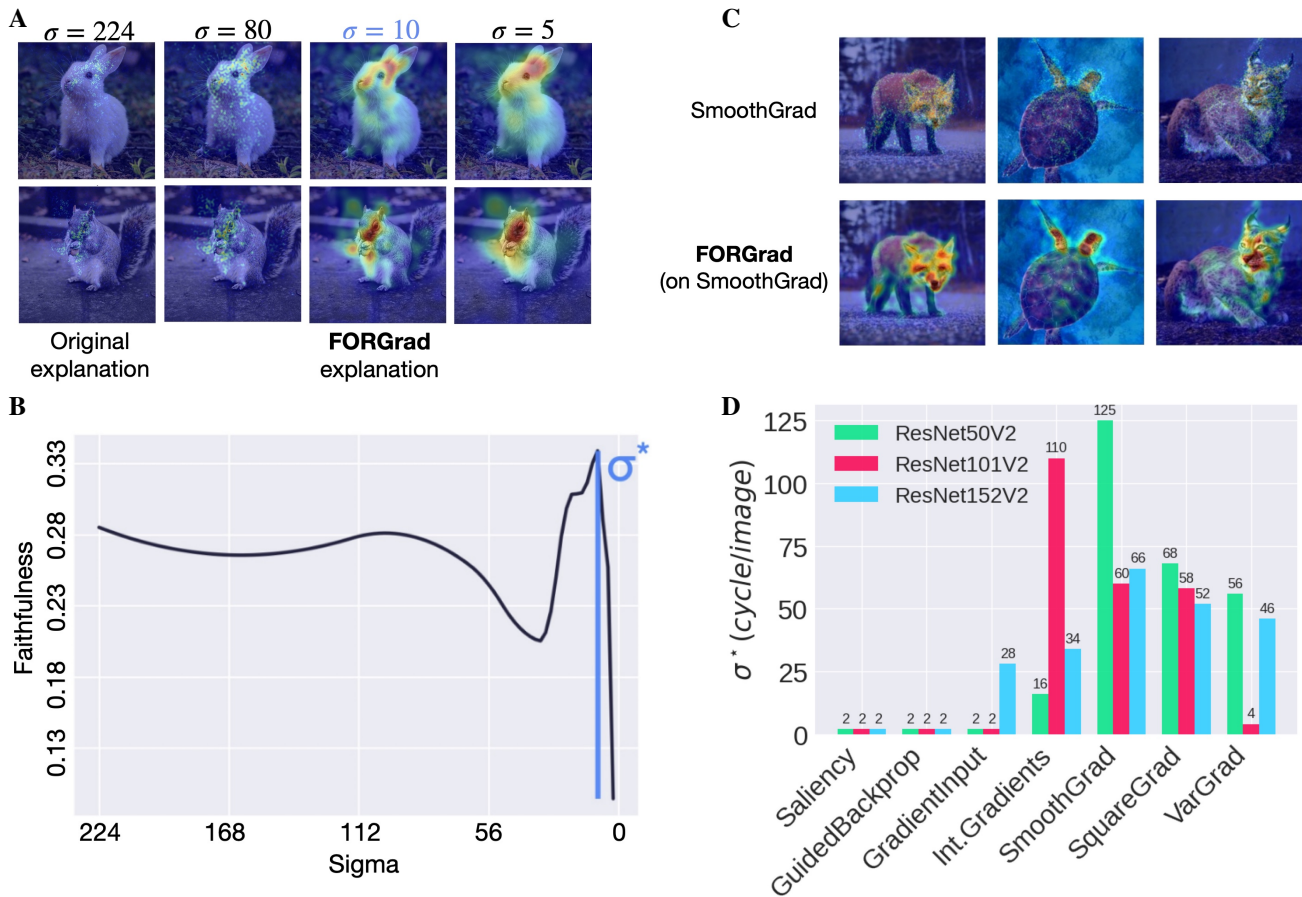 A
σ = 224
σ = 80
σ = 10
σ = 5
Original
explanation
FORGrad
explanation
B
Faithfulness
0.33
0.28
0.23
0.18
0.13
σ*
224
168
112
56
0
Sigma
C
SmoothGrad
FORGrad
(on SmoothGrad)
D
σ* (cycle/image)
125
100
75
50
25
0
ResNet50V2
ResNet101V2
ResNet152V2
2 2 2
2 2 2
2 2 28
16 110 34
125 60 66
68 58 52
56 4 46
Saliency
GuidedBackprop
GradientInput
Int.Gradients
SmoothGrad
SquareGrad
VarGrad